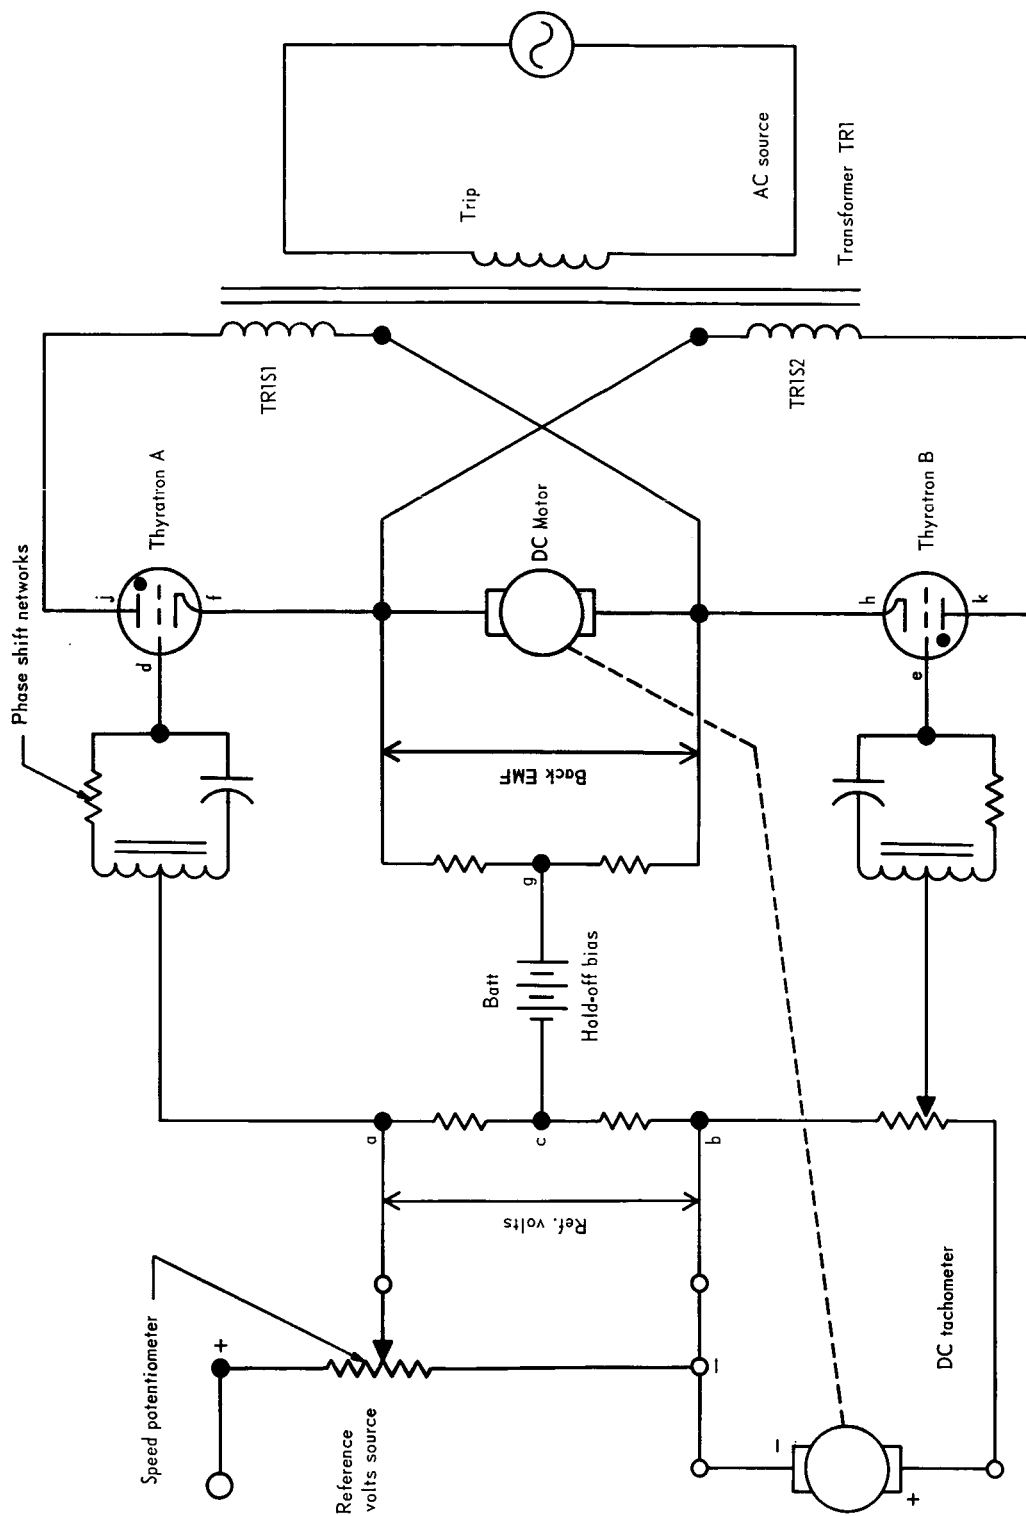 Phase shift networks
Thyratron A
Trip
AC source
Transformer TR1
TR1S1
TR1S2
DC Motor
Thyratron B
j
f
d
h
k
e
Back EMF
g
Batt
Hold-off bias
a
c
b
Ref. volts
Speed potentiometer
+
−
Reference
volts source
DC tachometer
−
+